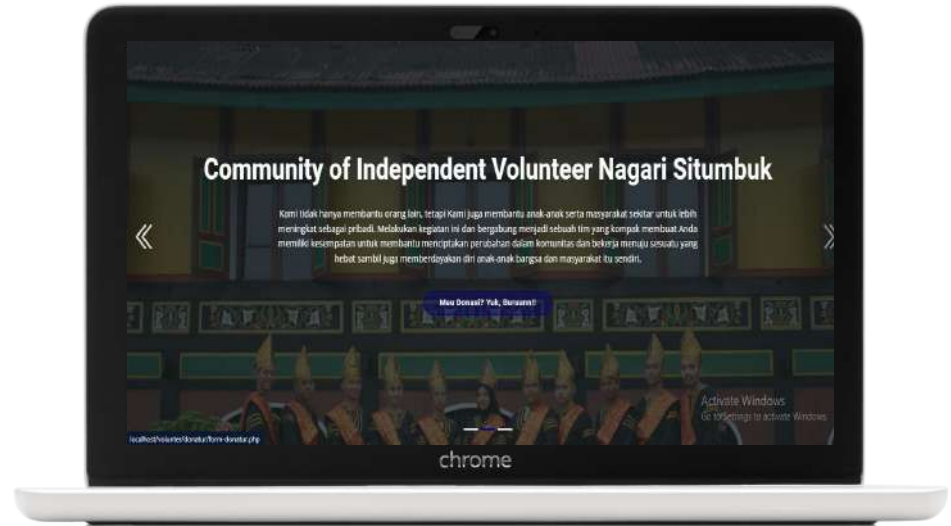 Community of Independent Volunteer Nagari Situmbuk
Kami tidak hanya membantu orang lain, tetapi Kami juga membantu anak-anak serta masyarakat sekitar untuk lebih
meningkat sebagai pribadi. Melakukan kegiatan ini dan bergabung menjadi sebuah tim yang kompak membuat Anda
memiliki kesempatan untuk membantu menciptakan perubahan dalam komunitas dan bekerja menuju sesuatu yang
hebat sambil juga memberdayakan diri anak-anak bangsa dan masyarakat itu sendiri.
Mau Donasi? Yuk, Buruann!!
Activate Windows
Go to Settings to activate Windows.
localhost/volunter/donatur/form-donatur.php
chrome